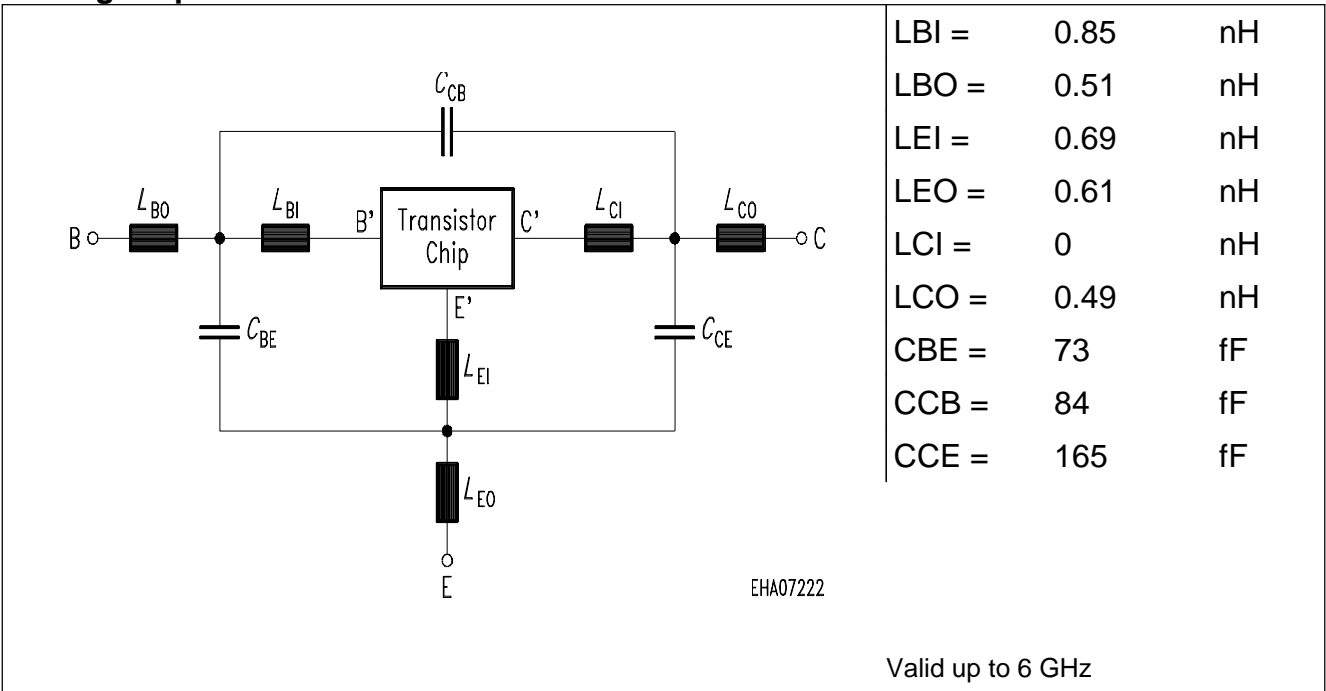 C_CB
L_BO
L_BI
B'
Transistor
Chip
C'
L_CI
L_CO
B
C
E'
C_BE
C_CE
L_EI
L_EO
E
EHA07222
LBI = 0.85 nH
LBO = 0.51 nH
LEI = 0.69 nH
LEO = 0.61 nH
LCI = 0 nH
LCO = 0.49 nH
CBE = 73 fF
CCB = 84 fF
CCE = 165 fF
Valid up to 6 GHz